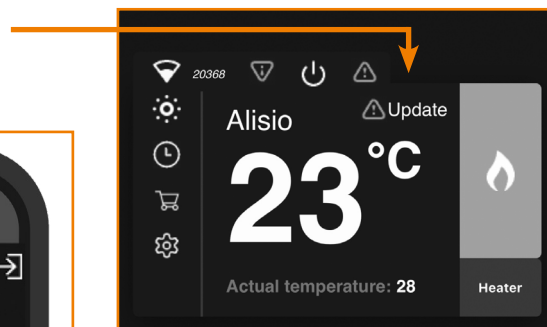 20368
Alisio
Update
23°C
Actual temperature: 28
Heater